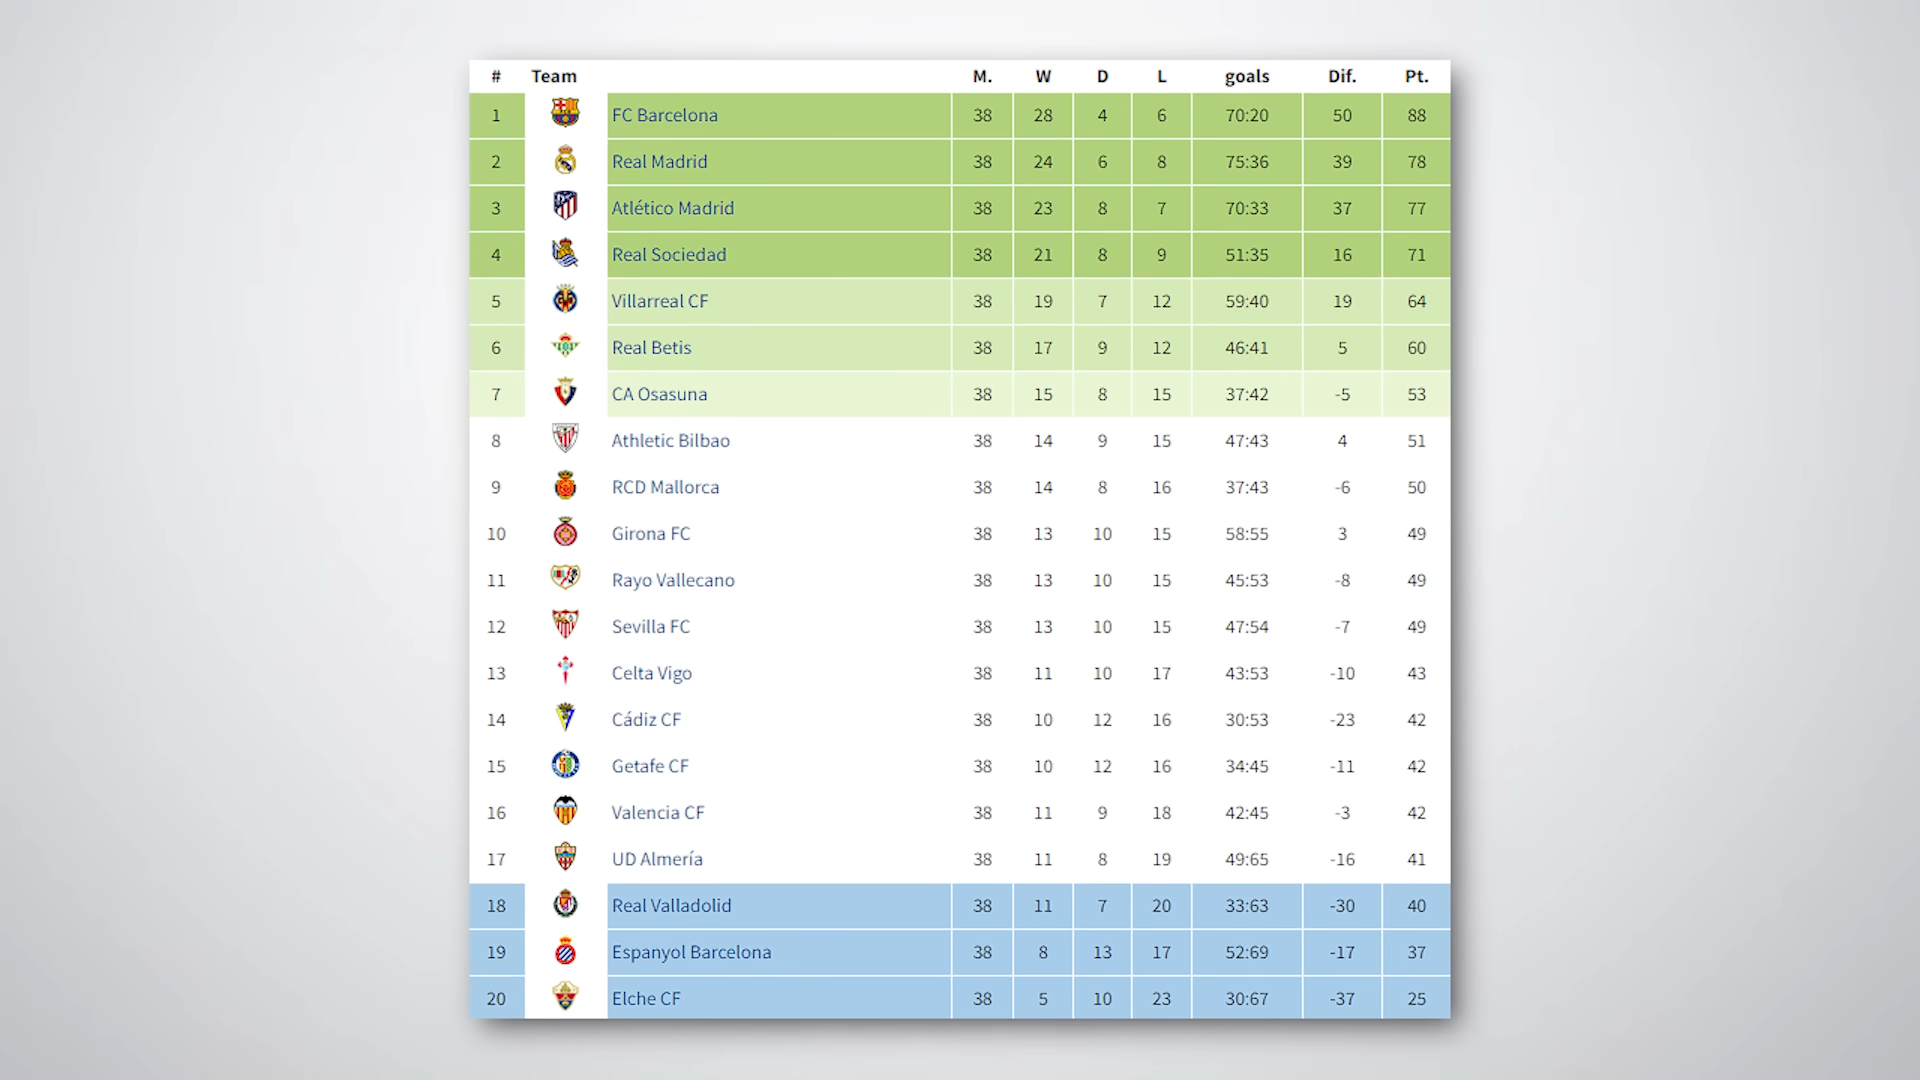 # Team M. W D L goals Dif. Pt.
1 FC Barcelona 38 28 4 6 70:20 50 88
2 Real Madrid 38 24 6 8 75:36 39 78
3 Atlético Madrid 38 23 8 7 70:33 37 77
4 Real Sociedad 38 21 8 9 51:35 16 71
5 Villarreal CF 38 19 7 12 59:40 19 64
6 Real Betis 38 17 9 12 46:41 5 60
7 CA Osasuna 38 15 8 15 37:42 -5 53
8 Athletic Bilbao 38 14 9 15 47:43 4 51
9 RCD Mallorca 38 14 8 16 37:43 -6 50
10 Girona FC 38 13 10 15 58:55 3 49
11 Rayo Vallecano 38 13 10 15 45:53 -8 49
12 Sevilla FC 38 13 10 15 47:54 -7 49
13 Celta Vigo 38 11 10 17 43:53 -10 43
14 Cádiz CF 38 10 12 16 30:53 -23 42
15 Getafe CF 38 10 12 16 34:45 -11 42
16 Valencia CF 38 11 9 18 42:45 -3 42
17 UD Almería 38 11 8 19 49:65 -16 41
18 Real Valladolid 38 11 7 20 33:63 -30 40
19 Espanyol Barcelona 38 8 13 17 52:69 -17 37
20 Elche CF 38 5 10 23 30:67 -37 25